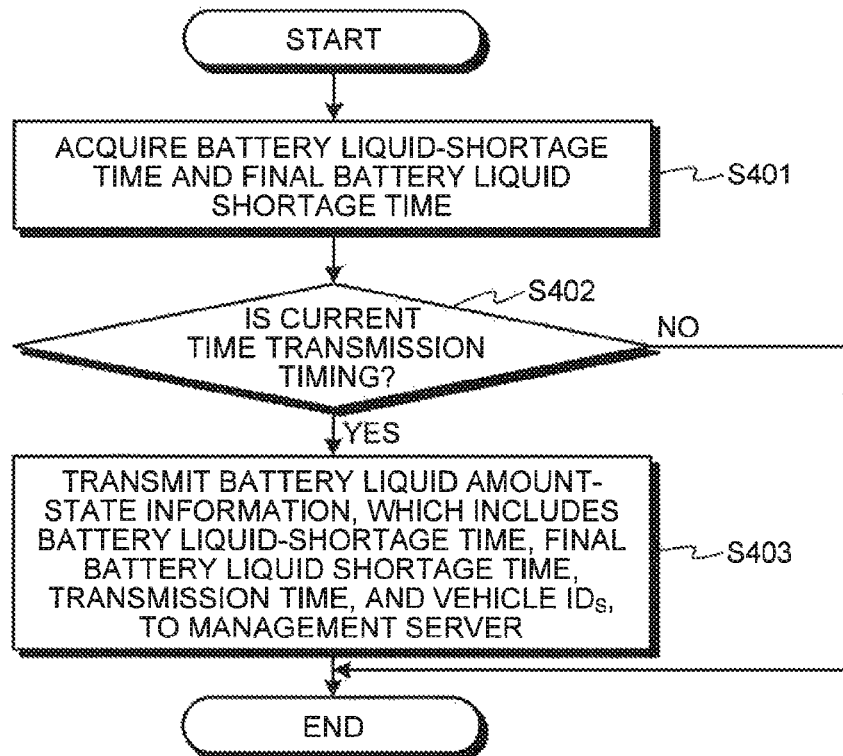 START
ACQUIRE BATTERY LIQUID-SHORTAGE
TIME AND FINAL BATTERY LIQUID
SHORTAGE TIME
S401
S402
IS CURRENT
TIME TRANSMISSION
TIMING?
NO
YES
TRANSMIT BATTERY LIQUID AMOUNT-
STATE INFORMATION, WHICH INCLUDES
BATTERY LIQUID-SHORTAGE TIME, FINAL
BATTERY LIQUID SHORTAGE TIME,
TRANSMISSION TIME, AND VEHICLE IDS,
TO MANAGEMENT SERVER
S403
END